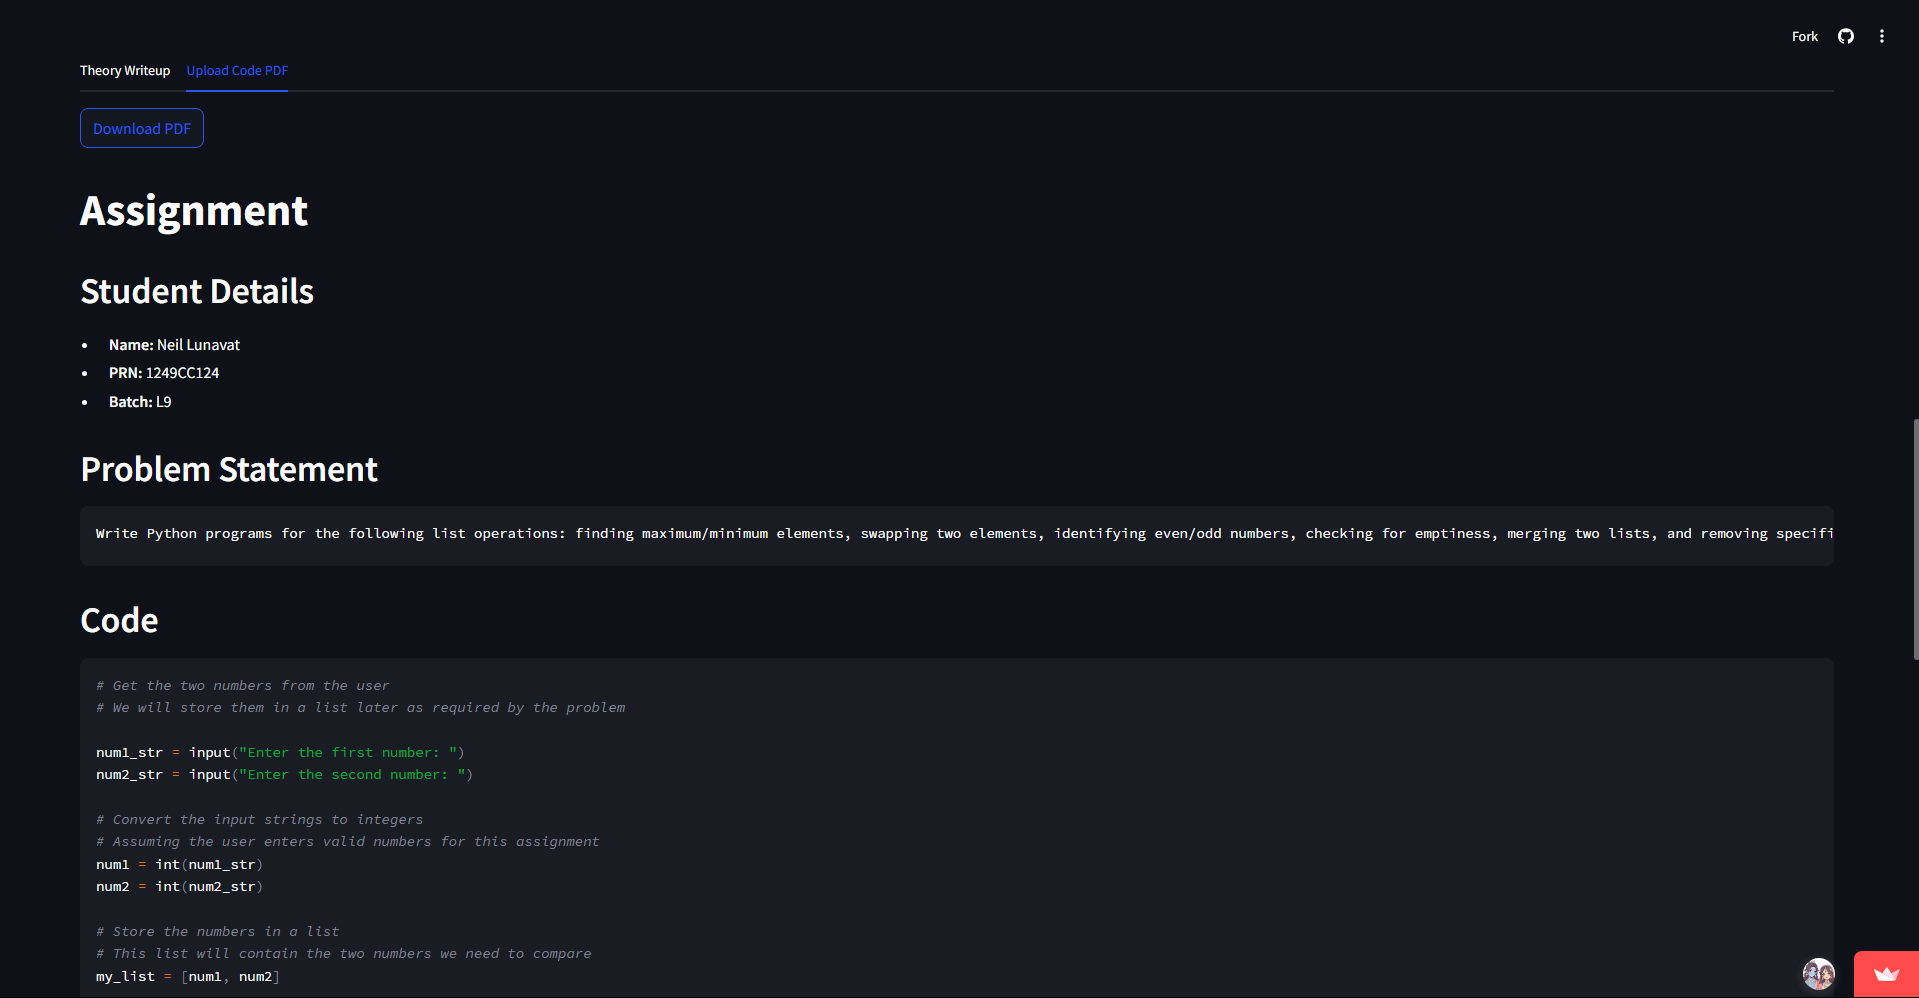 Fork
Theory Writeup Upload Code PDF
Download PDF
Assignment
Student Details
• Name: Neil Lunavat
• PRN: 1249CC124
• Batch: L9
Problem Statement
Write Python programs for the following list operations: finding maximum/minimum elements, swapping two elements, identifying even/odd numbers, checking for emptiness, merging two lists, and removing specifi
Code
# Get the two numbers from the user
# We will store them in a list later as required by the problem
num1_str = input("Enter the first number: ")
num2_str = input("Enter the second number: ")
# Convert the input strings to integers
# Assuming the user enters valid numbers for this assignment
num1 = int(num1_str)
num2 = int(num2_str)
# Store the numbers in a list
# This list will contain the two numbers we need to compare
my_list = [num1, num2]